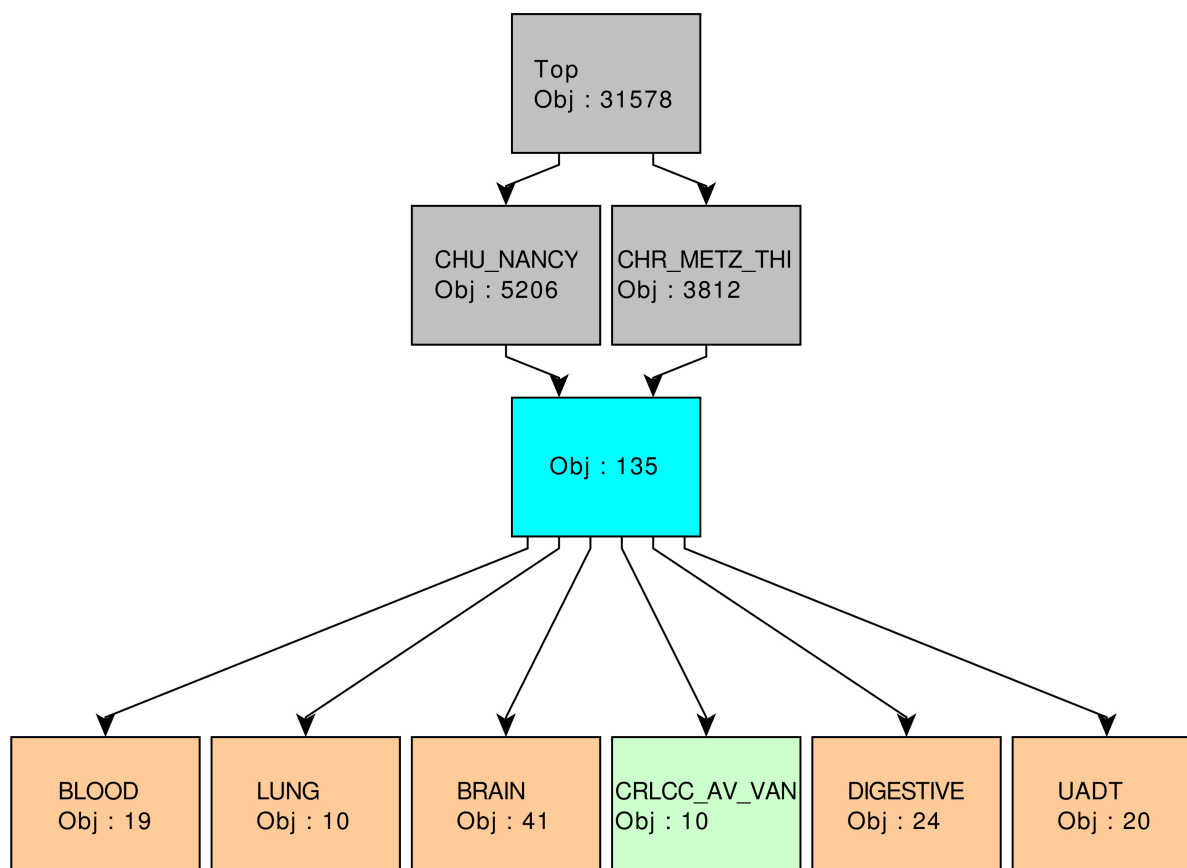 Top
Obj : 31578
CHU_NANCY
Obj : 5206
CHR_METZ_THI
Obj : 3812
Obj : 135
BLOOD
Obj : 19
LUNG
Obj : 10
BRAIN
Obj : 41
CRLCC_AV_VAN
Obj : 10
DIGESTIVE
Obj : 24
UADT
Obj : 20